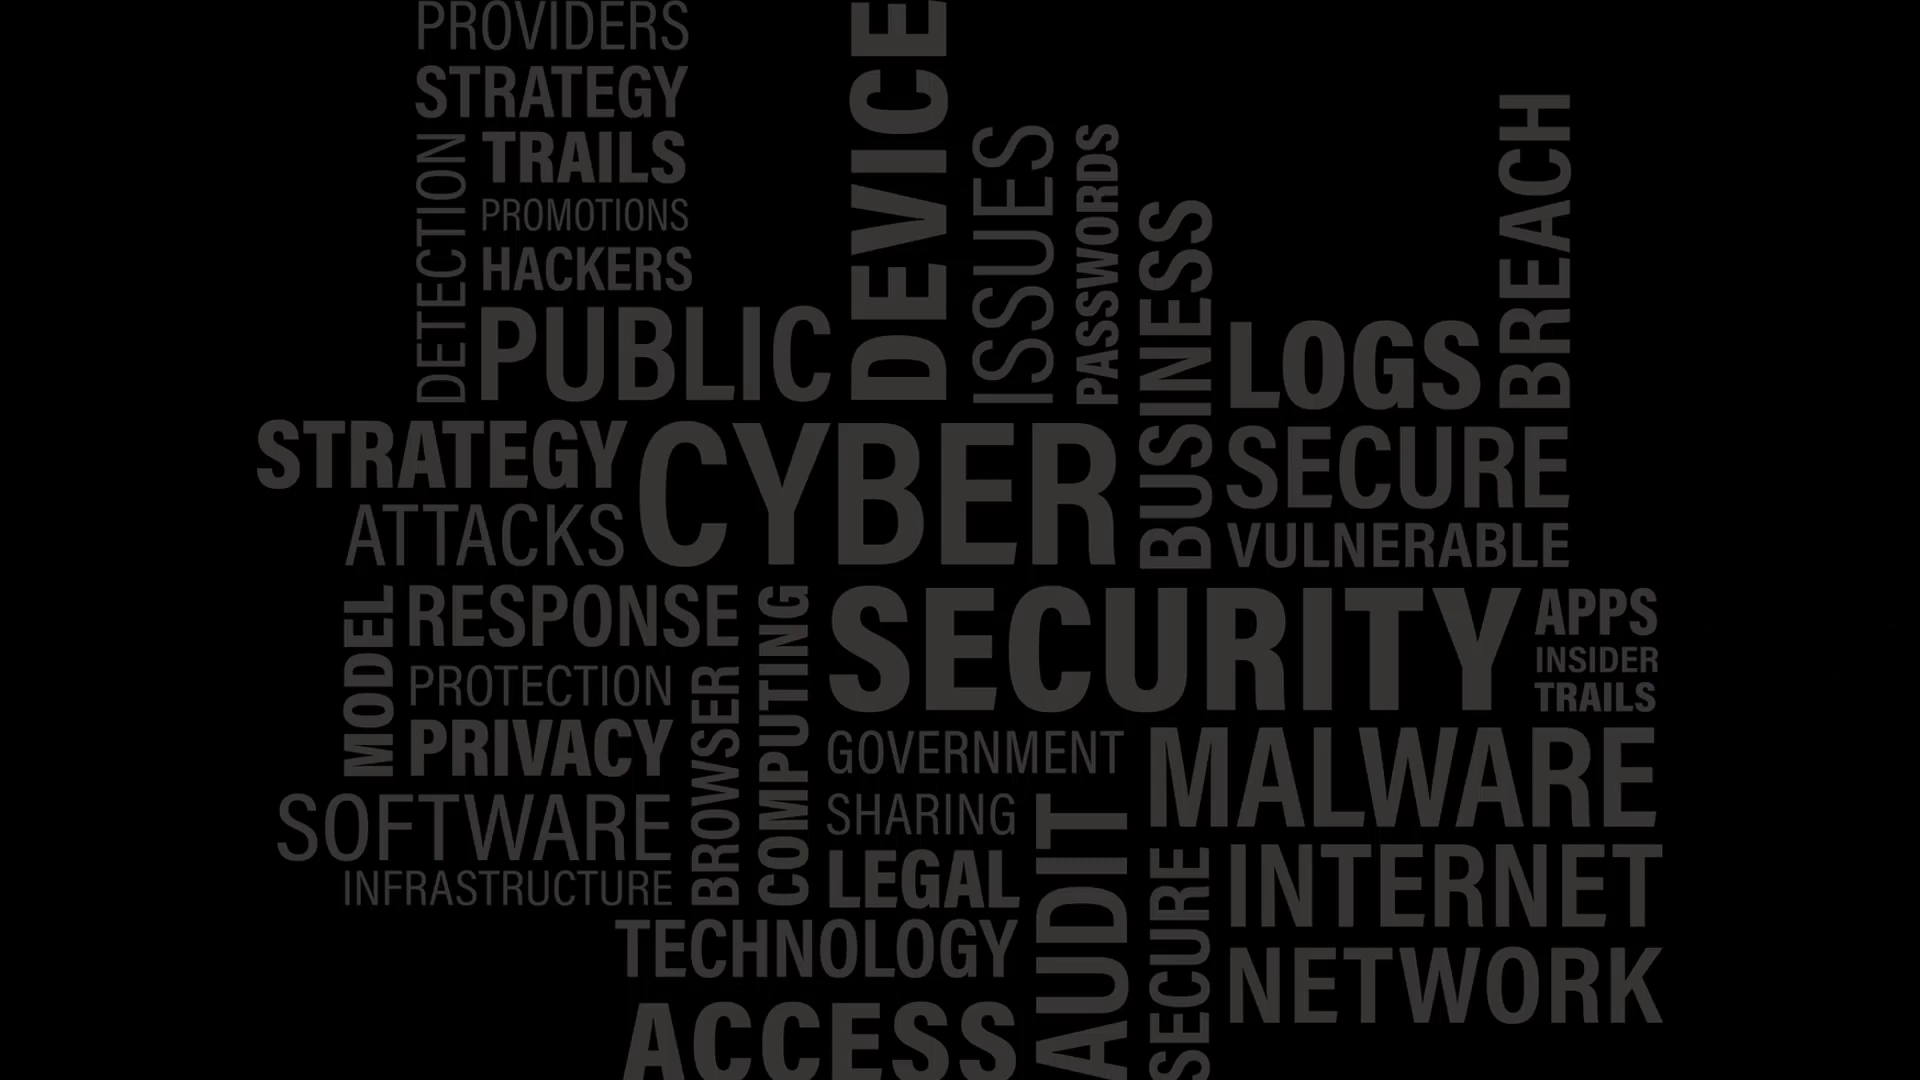 PROVIDERS
STRATEGY
DETECTION
TRAILS
PROMOTIONS
HACKERS
PUBLIC
DEVICE
ISSUES
PASSWORDS
BUSINESS
LOGS
BREACH
STRATEGY
CYBER
SECURE
ATTACKS
VULNERABLE
MODEL
RESPONSE
COMPUTING
SECURITY
APPS
INSIDER
TRAILS
PROTECTION
BROWSER
PRIVACY
GOVERNMENT
MALWARE
SOFTWARE
SHARING
AUDIT
INFRASTRUCTURE
LEGAL
SECURE
INTERNET
TECHNOLOGY
NETWORK
ACCESS